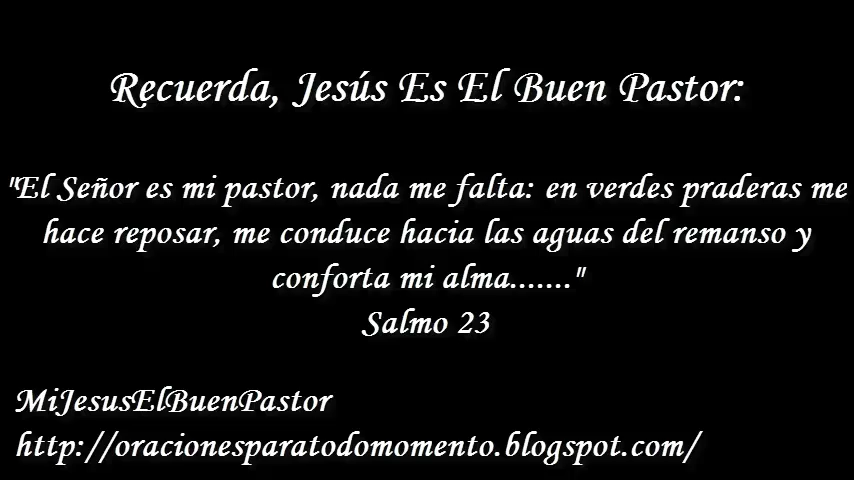 Recuerda, Jesús Es El Buen Pastor:
"El Señor es mi pastor, nada me falta: en verdes praderas me
hace reposar, me conduce hacia las aguas del remanso y
conforta mi alma......."
Salmo 23
MiJesusElBuenPastor
http://oracionesparatodomomento.blogspot.com/